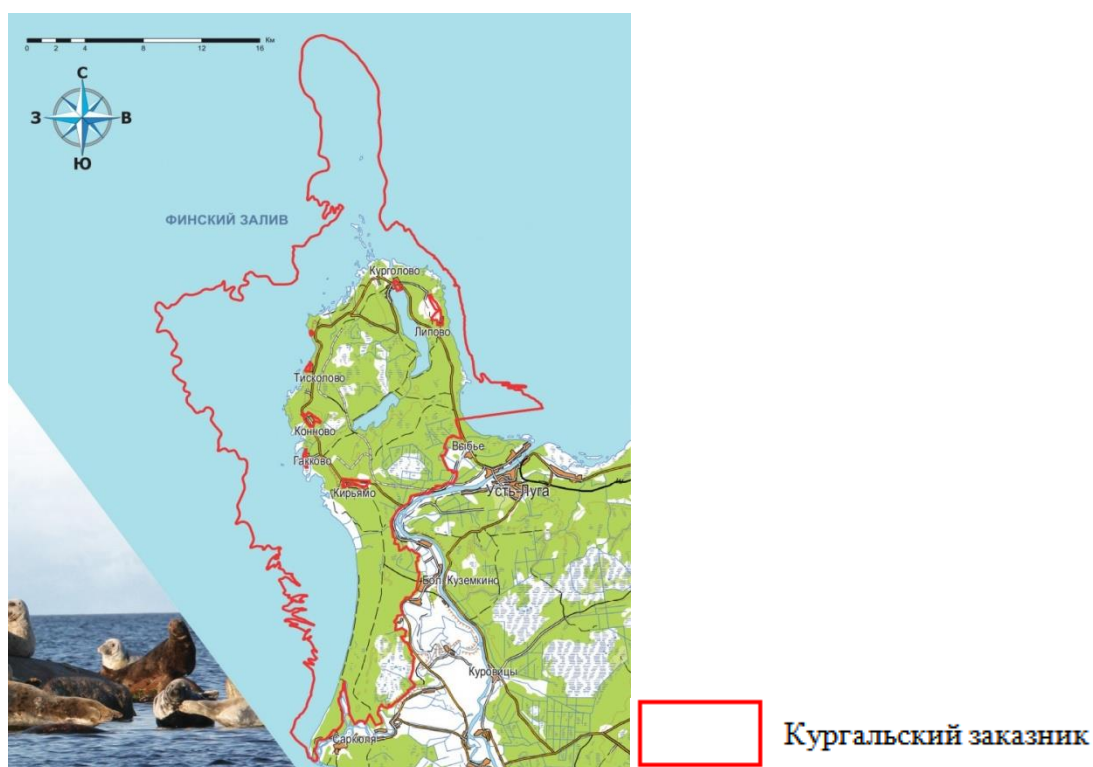 0 2 4 8 12 16 Км
С
З В
Ю
ФИНСКИЙ ЗАЛИВ
Курголово
Липово
Тисколово
Конново
Гакково
Выбье
Кирьямо
Усть-Луга
Бол. Куземкино
Куровицы
Саркюля
Кургальский заказник